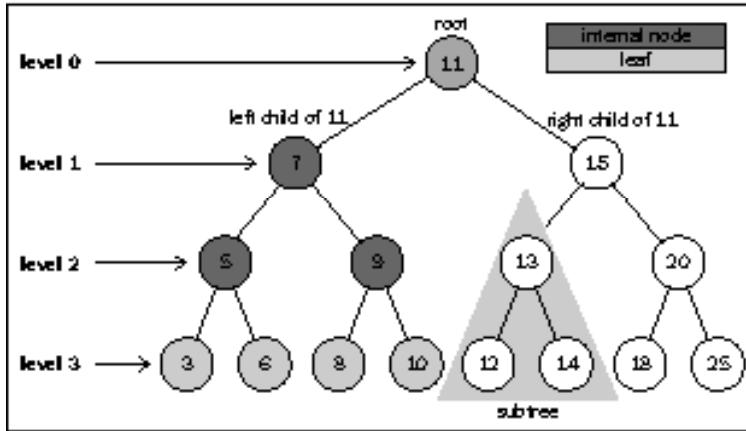 root
internal node
leaf
level 0
11
left child of 11
right child of 11
level 1
7
15
level 2
5
9
13
20
level 3
3
6
8
10
12
14
18
25
subtree